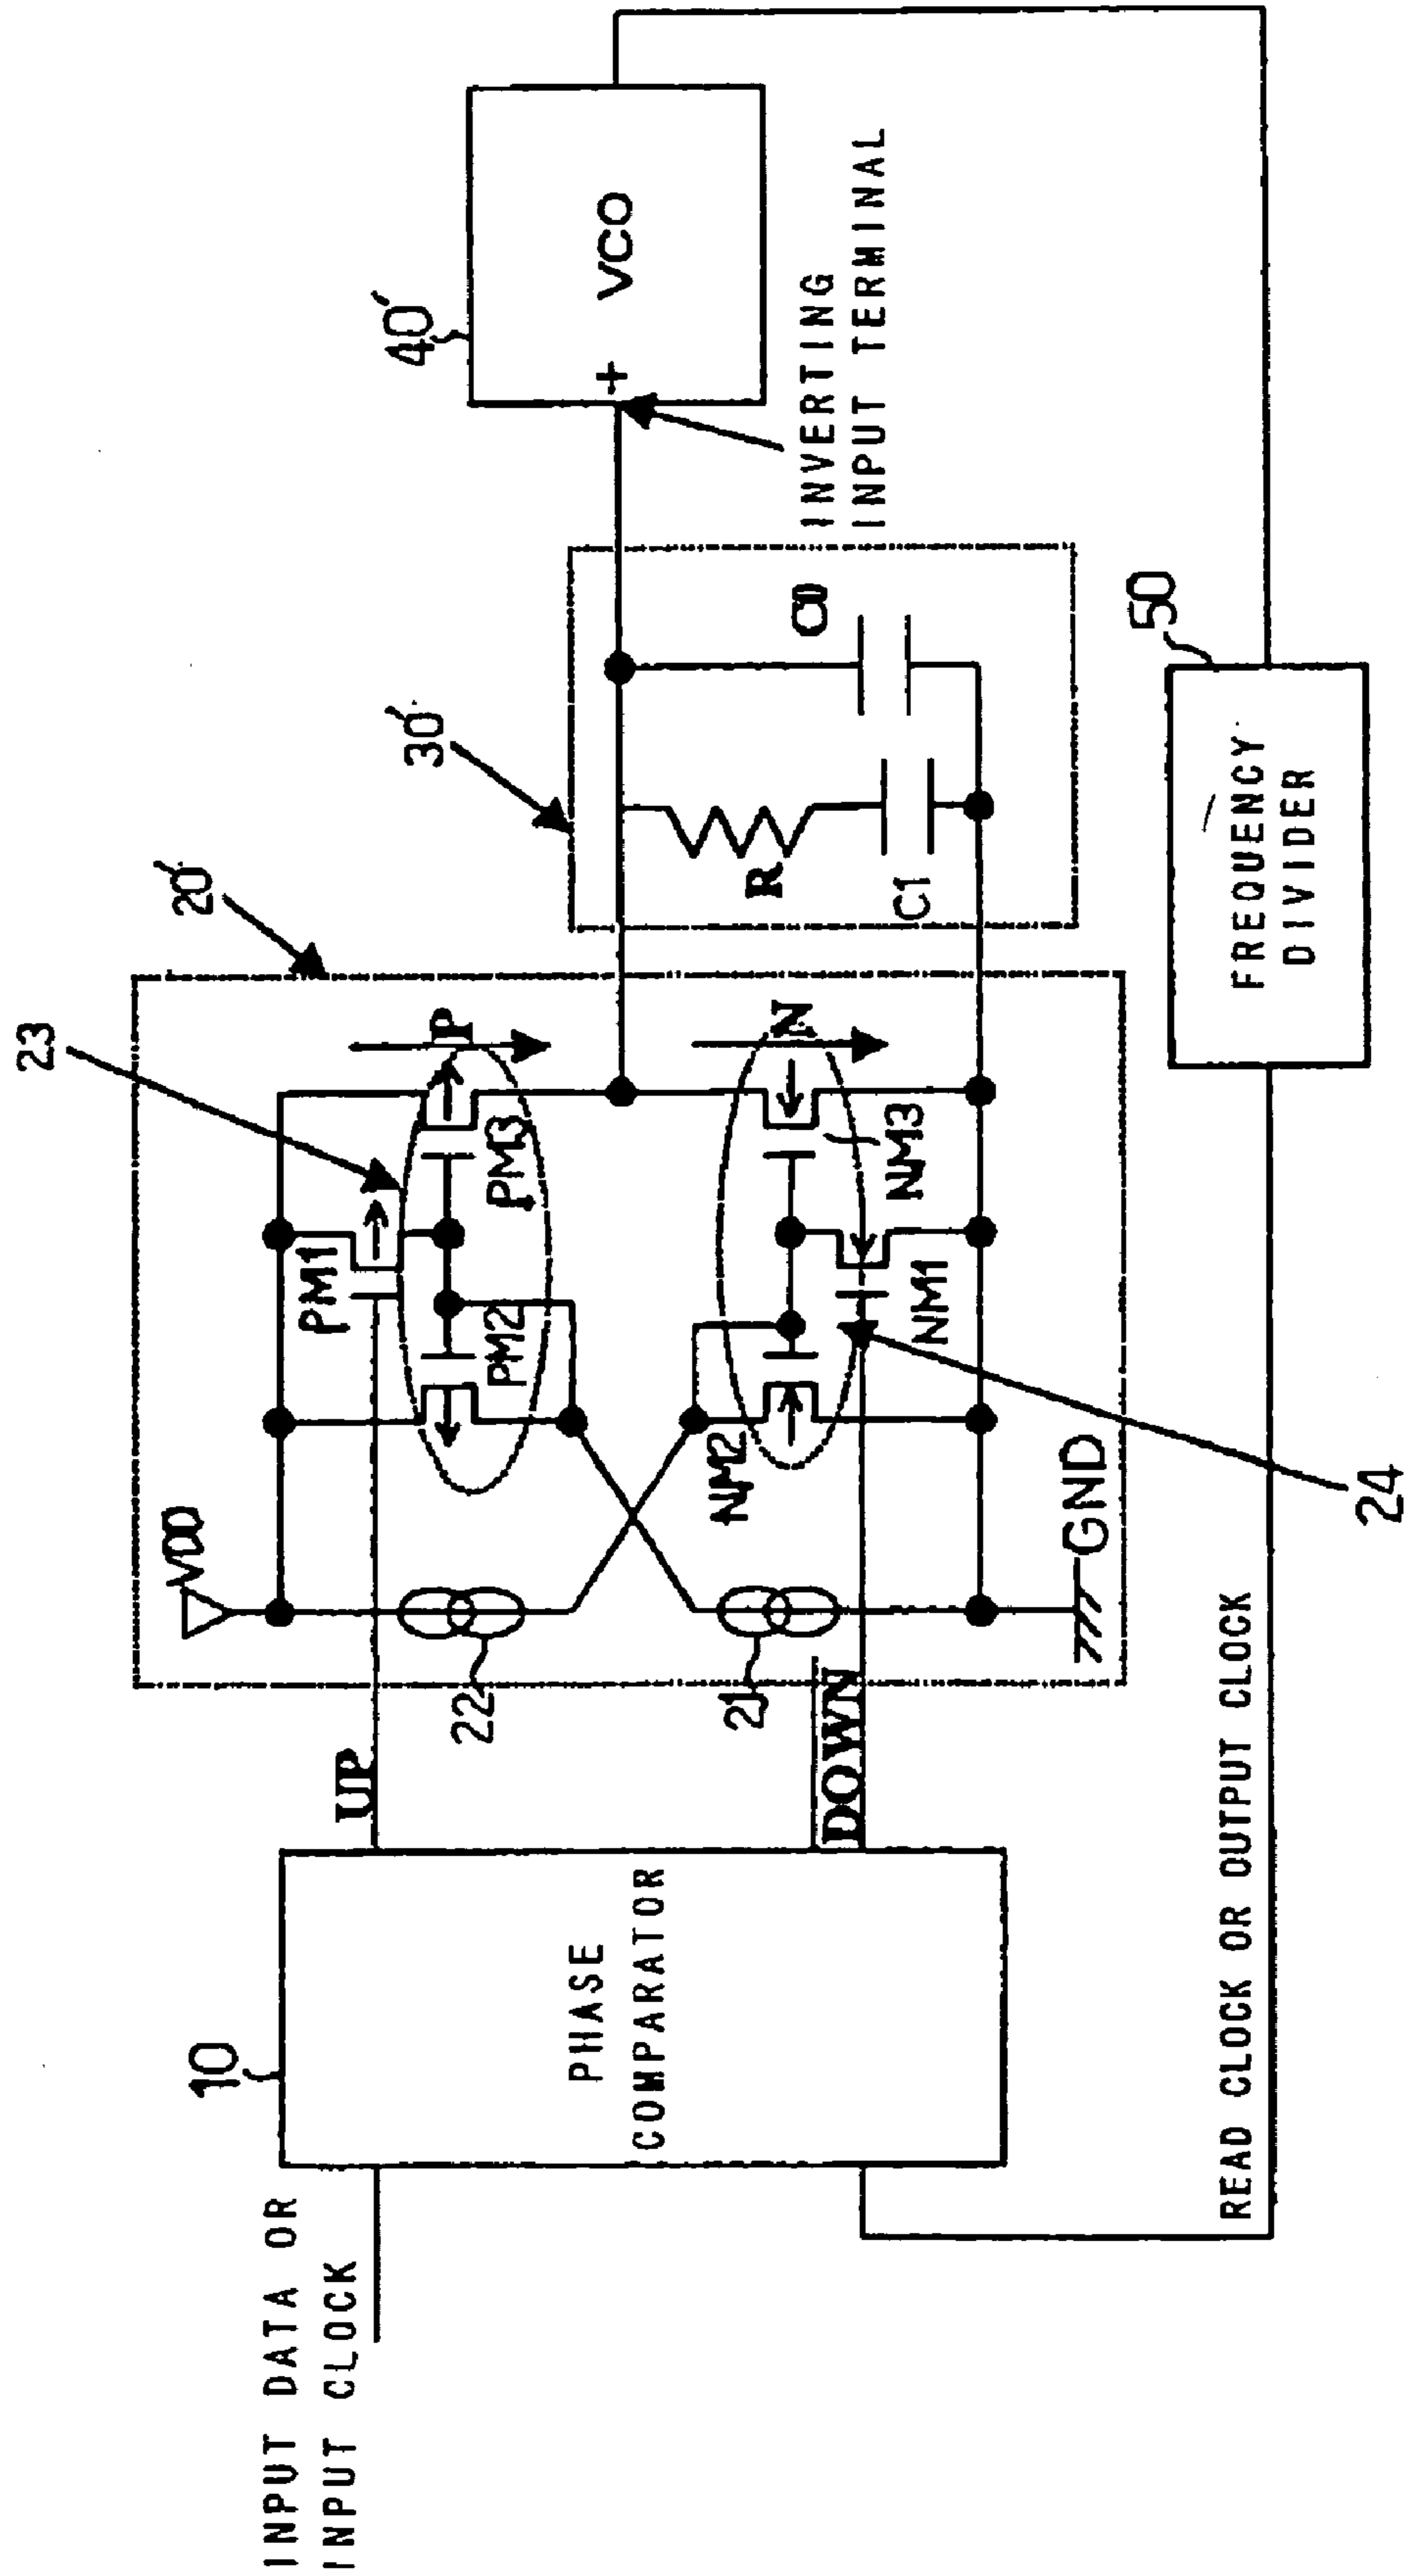 INPUT DATA OR
INPUT CLOCK
10
PHASE
COMPARATOR
UP
DOWN
READ CLOCK OR OUTPUT CLOCK
20'
VDD
22
21
GND
23
24
PM1
PM2
PM3
P
NM2
NM1
NM3
N
30'
R
C1
C0
40'
+
VCO
INVERTING
INPUT TERMINAL
50
FREQUENCY
DIVIDER